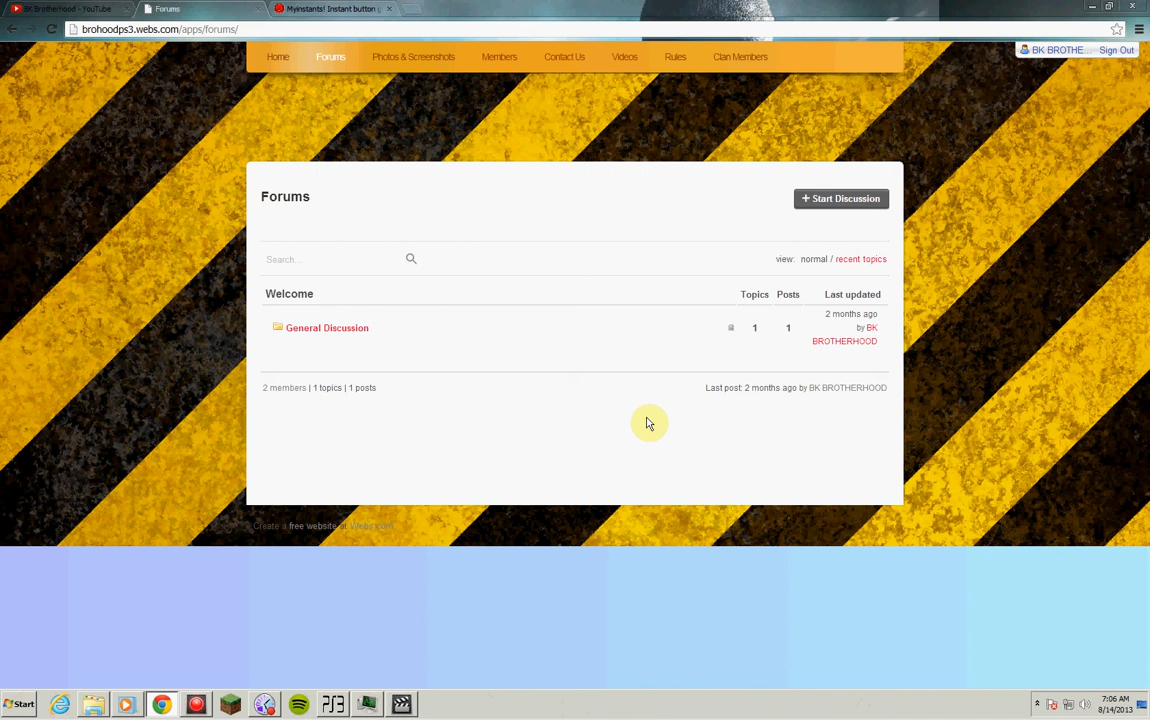 BK Brotherhood - YouTube
Forums
Myinstants! Instant button g
brohoodps3.webs.com/apps/forums/
Home Forums Photos & Screenshots Members Contact Us Videos Rules Clan Members
BK BROTHE... Sign Out
Forums
+ Start Discussion
Search...
view: normal / recent topics
Welcome Topics Posts Last updated
General Discussion 1 1 2 months ago
by BK
BROTHERHOOD
2 members | 1 topics | 1 posts
Last post: 2 months ago by BK BROTHERHOOD
Create a free website at Webs.com
Start
PS3
7:06 AM
8/14/2013